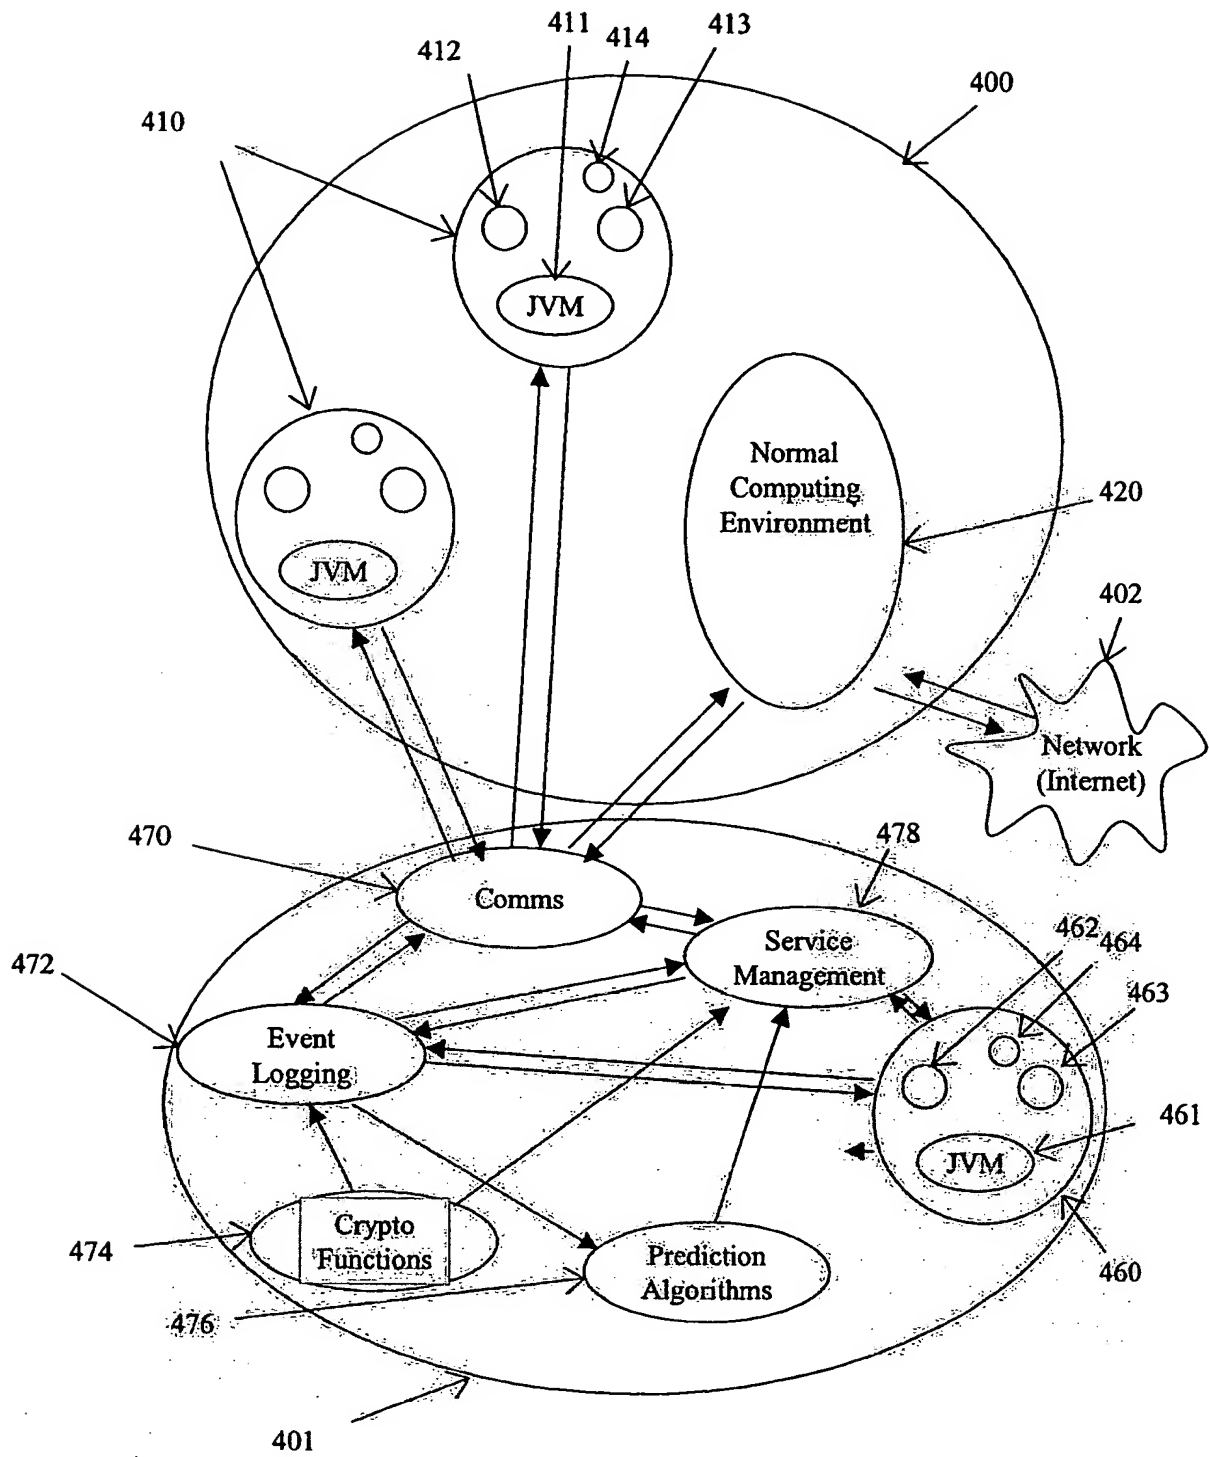 411
413
412
414
400
410
JVM
Normal
Computing
Environment
420
JVM
402
Network
(Internet)
470
478
Comms
462
464
Service
Management
472
463
Event
Logging
461
JVM
Crypto
Functions
474
Prediction
Algorithms
460
476
401